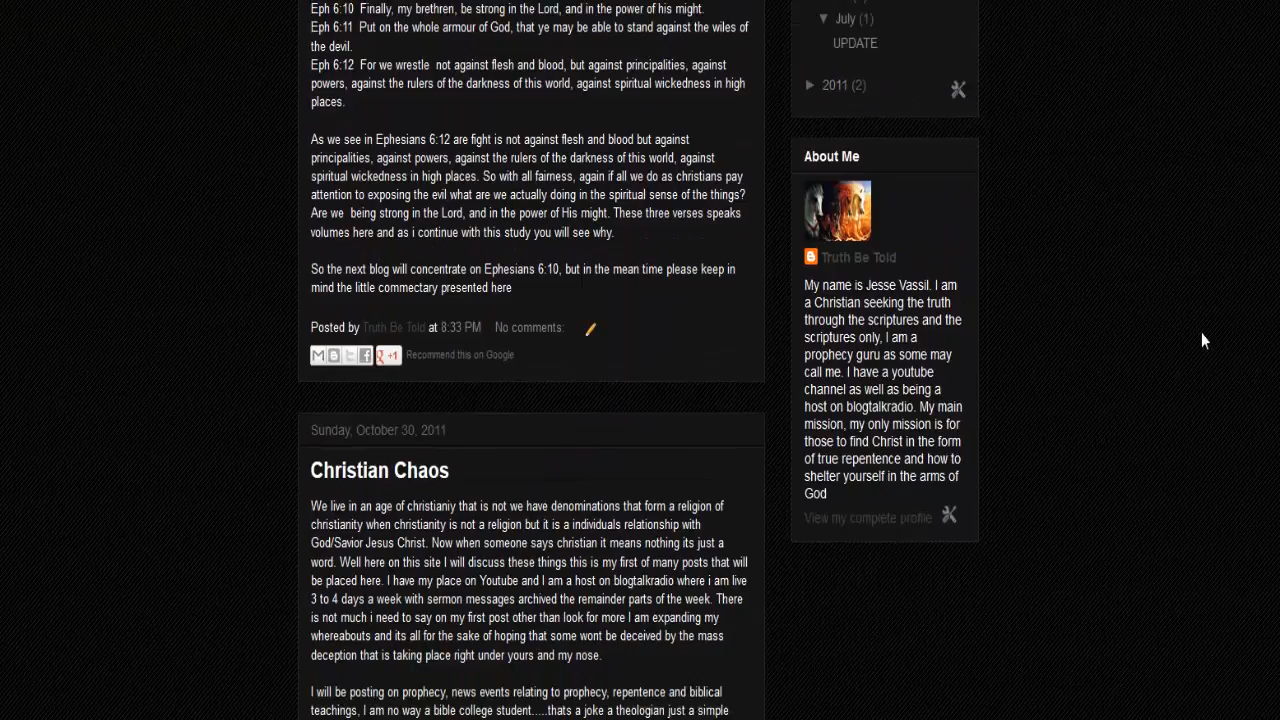 Eph 6:10 Finally, my brethren, be strong in the Lord, and in the power of his might.
Eph 6:11 Put on the whole armour of God, that ye may be able to stand against the wiles of
the devil.
Eph 6:12 For we wrestle not against flesh and blood, but against principalities, against
powers, against the rulers of the darkness of this world, against spiritual wickedness in high
places.
As we see in Ephesians 6:12 are fight is not against flesh and blood but against
principalities, against powers, against the rulers of the darkness of this world, against
spiritual wickedness in high places. So with all fairness, again if all we do as christians pay
attention to exposing the evil what are we actually doing in the spiritual sense of the things?
Are we being strong in the Lord, and in the power of His might. These three verses speaks
volumes here and as i continue with this study you will see why.
So the next blog will concentrate on Ephesians 6:10, but in the mean time please keep in
mind the little commectary presented here
Posted by Truth Be Told at 8:33 PM No comments:
+1 Recommend this on Google
Sunday, October 30, 2011
Christian Chaos
We live in an age of christianiy that is not we have denominations that form a religion of
christianity when christianity is not a religion but it is a individuals relationship with
God/Savior Jesus Christ. Now when someone says christian it means nothing its just a
word. Well here on this site I will discuss these things this is my first of many posts that will
be placed here. I have my place on Youtube and I am a host on blogtalkradio where i am live
3 to 4 days a week with sermon messages archived the remainder parts of the week. There
is not much i need to say on my first post other than look for more I am expanding my
whereabouts and its all for the sake of hoping that some wont be deceived by the mass
deception that is taking place right under yours and my nose.
I will be posting on prophecy, news events relating to prophecy, repentence and biblical
teachings, I am no way a bible college student.....thats a joke a theologian just a simple
July (1)
UPDATE
2011 (2)
About Me
Truth Be Told
My name is Jesse Vassil. I am
a Christian seeking the truth
through the scriptures and the
scriptures only, I am a
prophecy guru as some may
call me. I have a youtube
channel as well as being a
host on blogtalkradio. My main
mission, my only mission is for
those to find Christ in the form
of true repentence and how to
shelter yourself in the arms of
God
View my complete profile